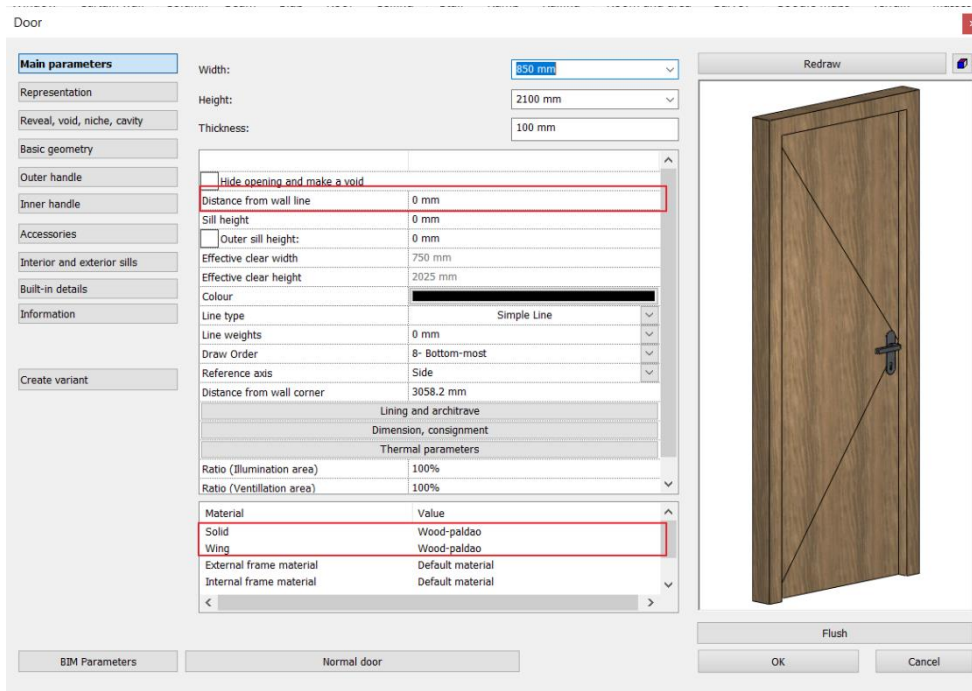 Door
Main parameters
Representation
Reveal, void, niche, cavity
Basic geometry
Outer handle
Inner handle
Accessories
Interior and exterior sills
Built-in details
Information
Create variant
BIM Parameters
Width: 850 mm
Height: 2100 mm
Thickness: 100 mm
Hide opening and make a void
Distance from wall line 0 mm
Sill height 0 mm
Outer sill height: 0 mm
Effective clear width 750 mm
Effective clear height 2025 mm
Colour
Line type Simple Line
Line weights 0 mm
Draw Order 8- Bottom-most
Reference axis Side
Distance from wall corner 3058.2 mm
Lining and architrave
Dimension, consignment
Thermal parameters
Ratio (Illumination area) 100%
Ratio (Ventillation area) 100%
Material Value
Solid Wood-paldao
Wing Wood-paldao
External frame material Default material
Internal frame material Default material
Normal door
Redraw
Flush
OK Cancel